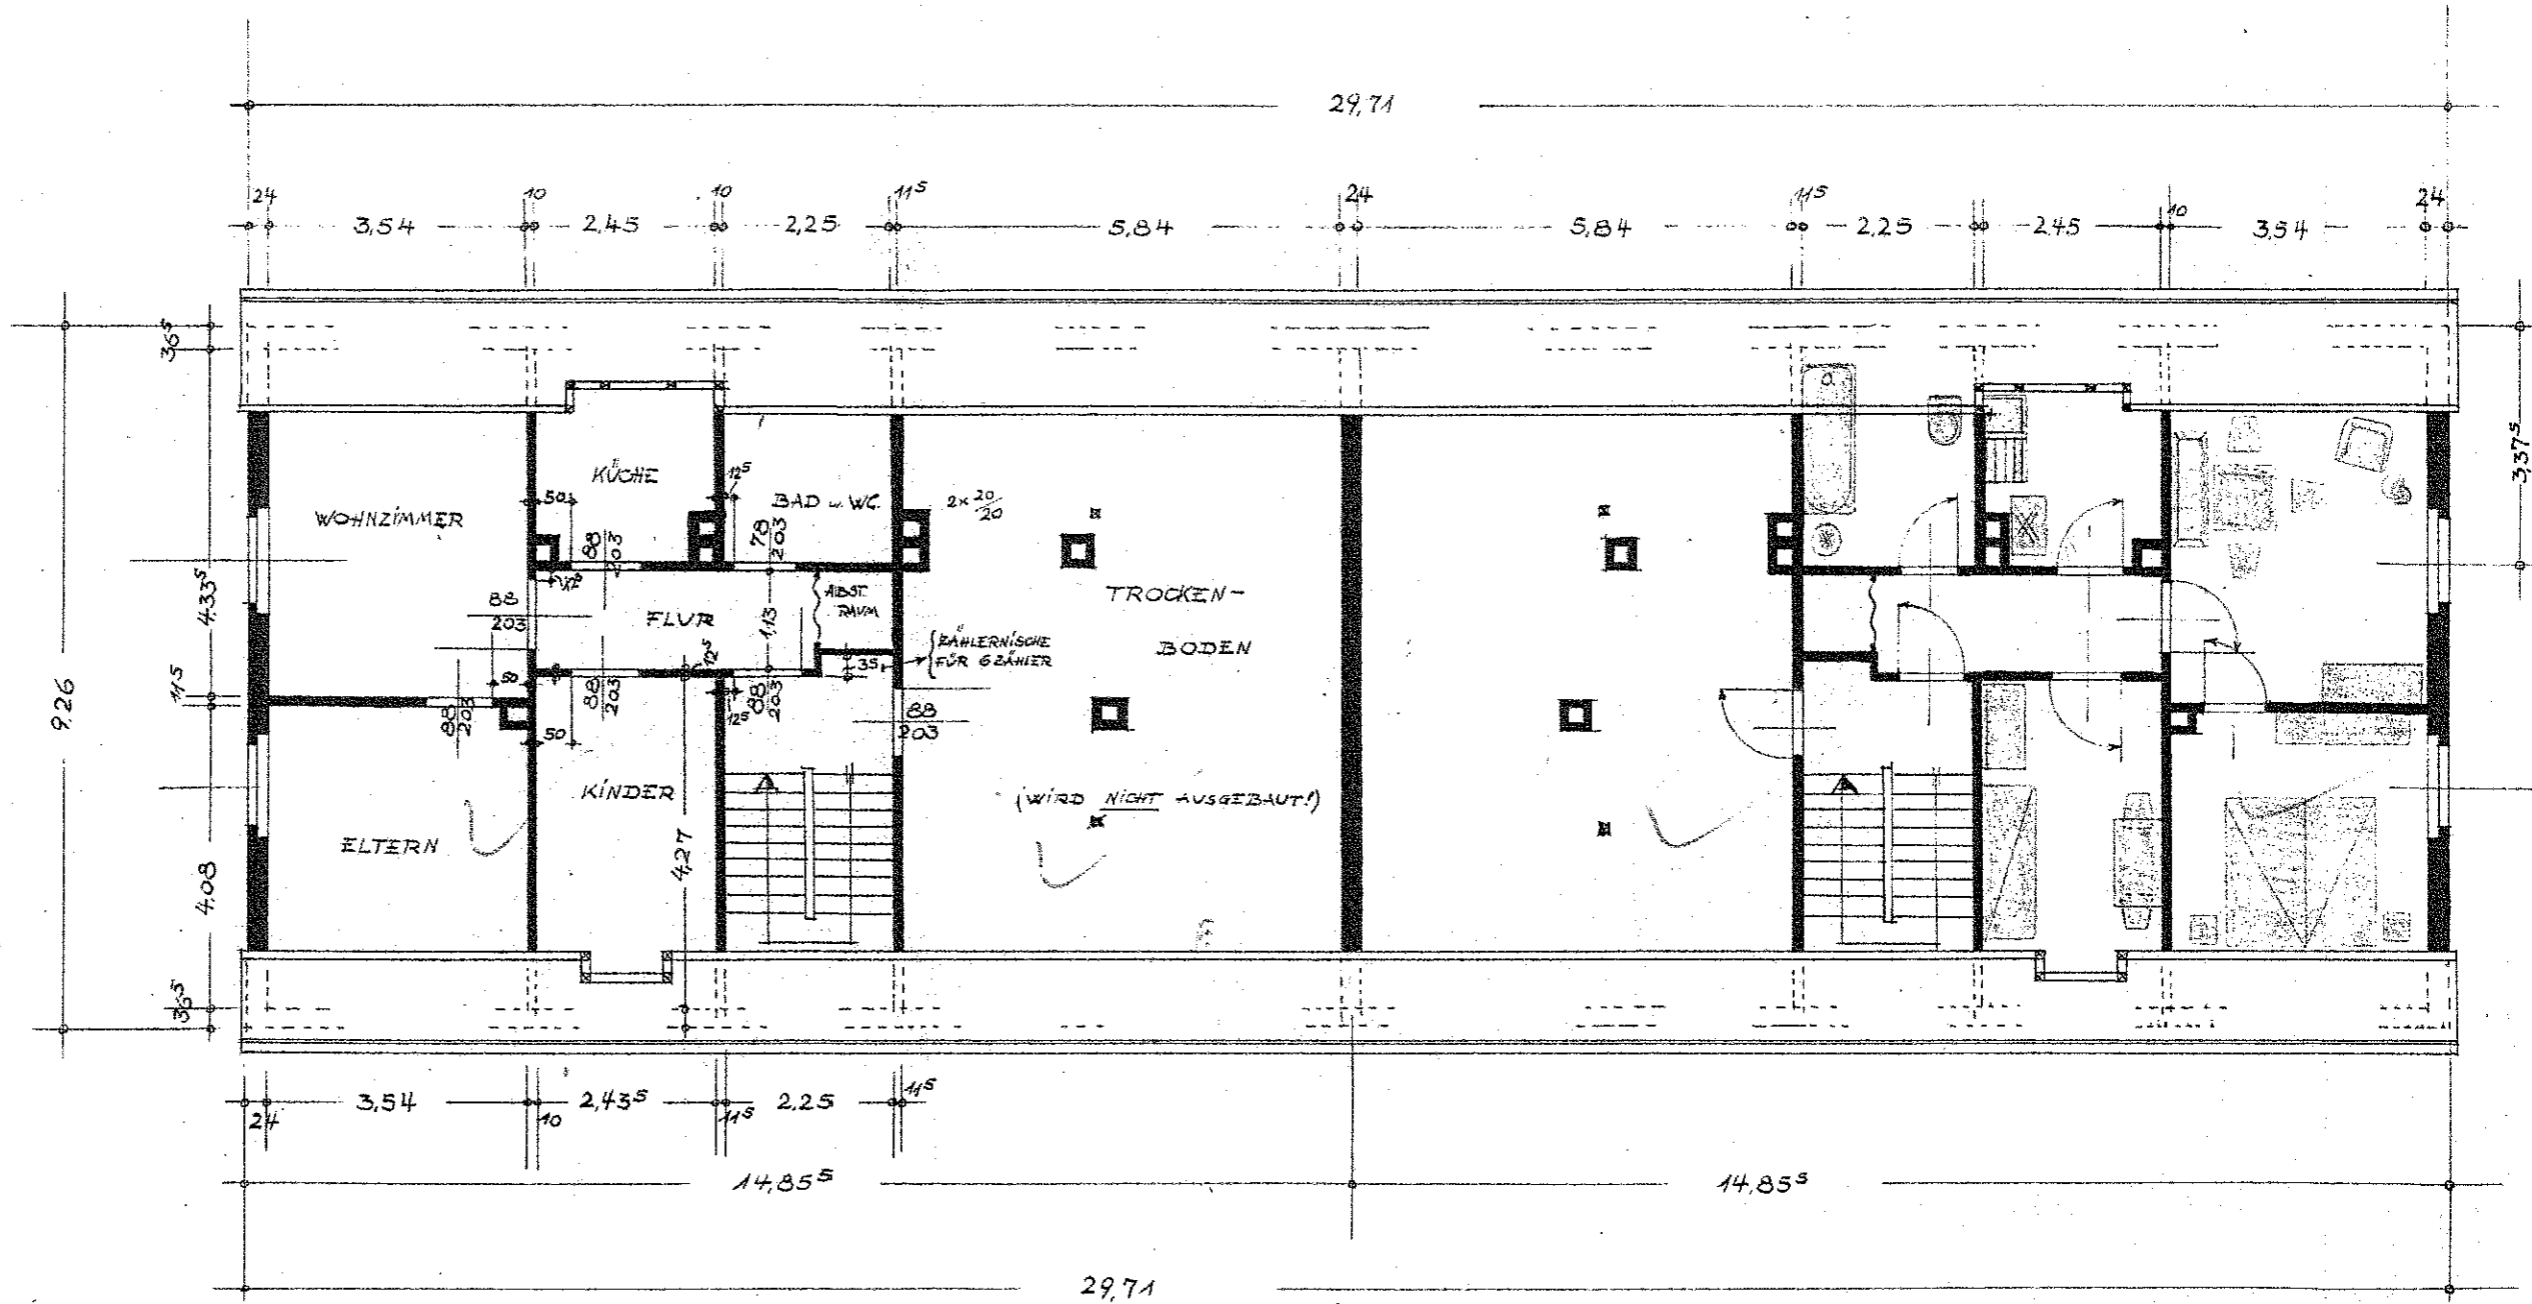 29,71
24 10 10 11⁵ 24 11⁵ 10 24
3,54 2,45 2,25 5,84 5,84 2,25 2,45 3,54
36⁵
4,33⁵
11⁵
4,08
36⁵
9,26
3,37⁵
KÜCHE
50
12⁵
BAD u. WC.
2 x 20/20
WOHNZIMMER
88/203
78/203
88
203
FLUR
1,13
ABST.
RAUM
12⁵
35
ZÄHLERNISCHE
FÜR 6 ZÄHLER
TROCKEN-
BODEN
50
88/203
88/203
12⁵
88/203
88
203
50
KINDER
(WIRD NICHT AUSGEBAUT!)
ELTERN
4,27
3,54 2,43⁵ 2,25 11⁵
24 10 11⁵
14,85⁵ 14,85⁵
29,71